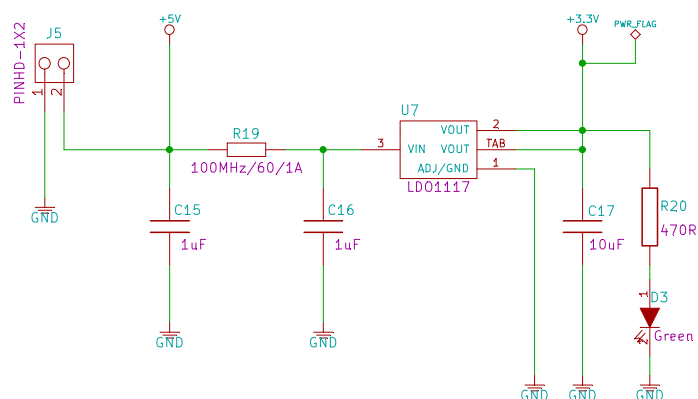 +5V
+3.3V
PWR_FLAG
J5
PINHD-1X2
1
2
R19
100MHz/60/1A
U7
3
VIN
VOUT
2
VOUT
TAB
ADJ/GND
1
LDO1117
GND
C15
1uF
C16
1uF
C17
10uF
R20
470R
1
D3
2
Green
GND
GND
GND
GND
GND